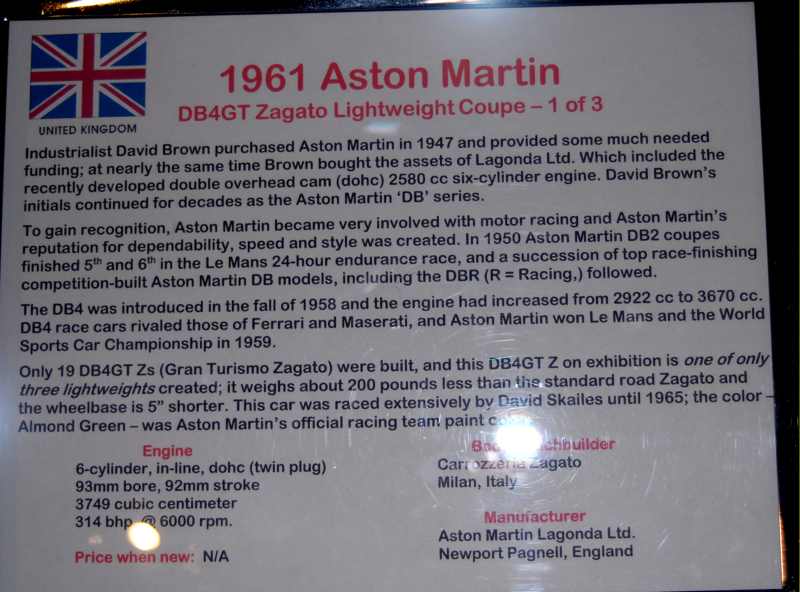 1961 Aston Martin
DB4GT Zagato Lightweight Coupe – 1 of 3
UNITED KINGDOM
Industrialist David Brown purchased Aston Martin in 1947 and provided some much needed
funding; at nearly the same time Brown bought the assets of Lagonda Ltd. Which included the
recently developed double overhead cam (dohc) 2580 cc six-cylinder engine. David Brown's
initials continued for decades as the Aston Martin 'DB' series.
To gain recognition, Aston Martin became very involved with motor racing and Aston Martin's
reputation for dependability, speed and style was created. In 1950 Aston Martin DB2 coupes
finished 5th and 6th in the Le Mans 24-hour endurance race, and a succession of top race-finishing
competition-built Aston Martin DB models, including the DBR (R = Racing,) followed.
The DB4 was introduced in the fall of 1958 and the engine had increased from 2922 cc to 3670 cc.
DB4 race cars rivaled those of Ferrari and Maserati, and Aston Martin won Le Mans and the World
Sports Car Championship in 1959.
Only 19 DB4GT Zs (Gran Turismo Zagato) were built, and this DB4GT Z on exhibition is one of only
three lightweights created; it weighs about 200 pounds less than the standard road Zagato and
the wheelbase is 5" shorter. This car was raced extensively by David Skailes until 1965; the color –
Almond Green – was Aston Martin's official racing team paint
Engine
6-cylinder, in-line, dohc (twin plug)
93mm bore, 92mm stroke
3749 cubic centimeter
314 bhp @ 6000 rpm.
Price when new: N/A
Carrozzeria Zagato
Milan, Italy
Manufacturer
Aston Martin Lagonda Ltd.
Newport Pagnell, England